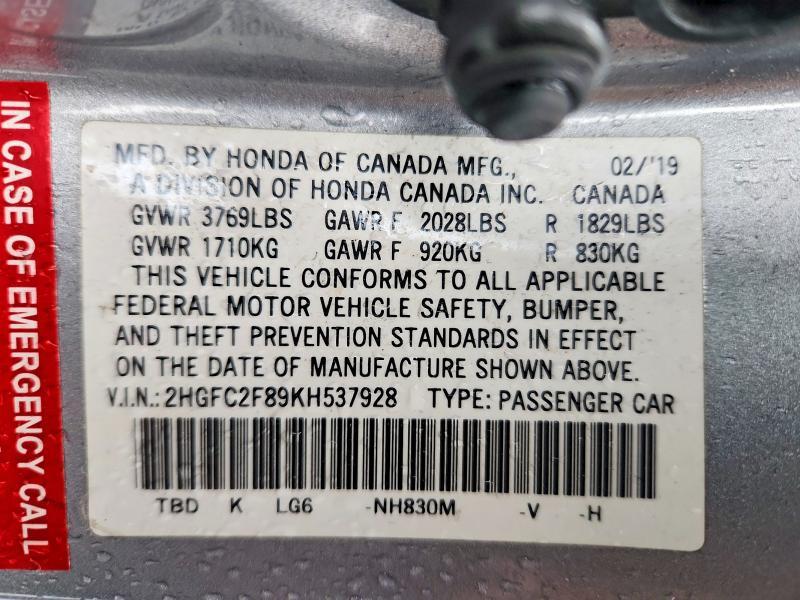 IN CASE OF EMERGENCY CALL
MFD. BY HONDA OF CANADA MFG., 02/'19
A DIVISION OF HONDA CANADA INC. CANADA
GVWR 3769LBS GAWR F 2028LBS R 1829LBS
GVWR 1710KG GAWR F 920KG R 830KG
THIS VEHICLE CONFORMS TO ALL APPLICABLE
FEDERAL MOTOR VEHICLE SAFETY, BUMPER,
AND THEFT PREVENTION STANDARDS IN EFFECT
ON THE DATE OF MANUFACTURE SHOWN ABOVE.
V.I.N.: 2HGFC2F89KH537928 TYPE: PASSENGER CAR
TBD K LG6 -NH830M -V -H